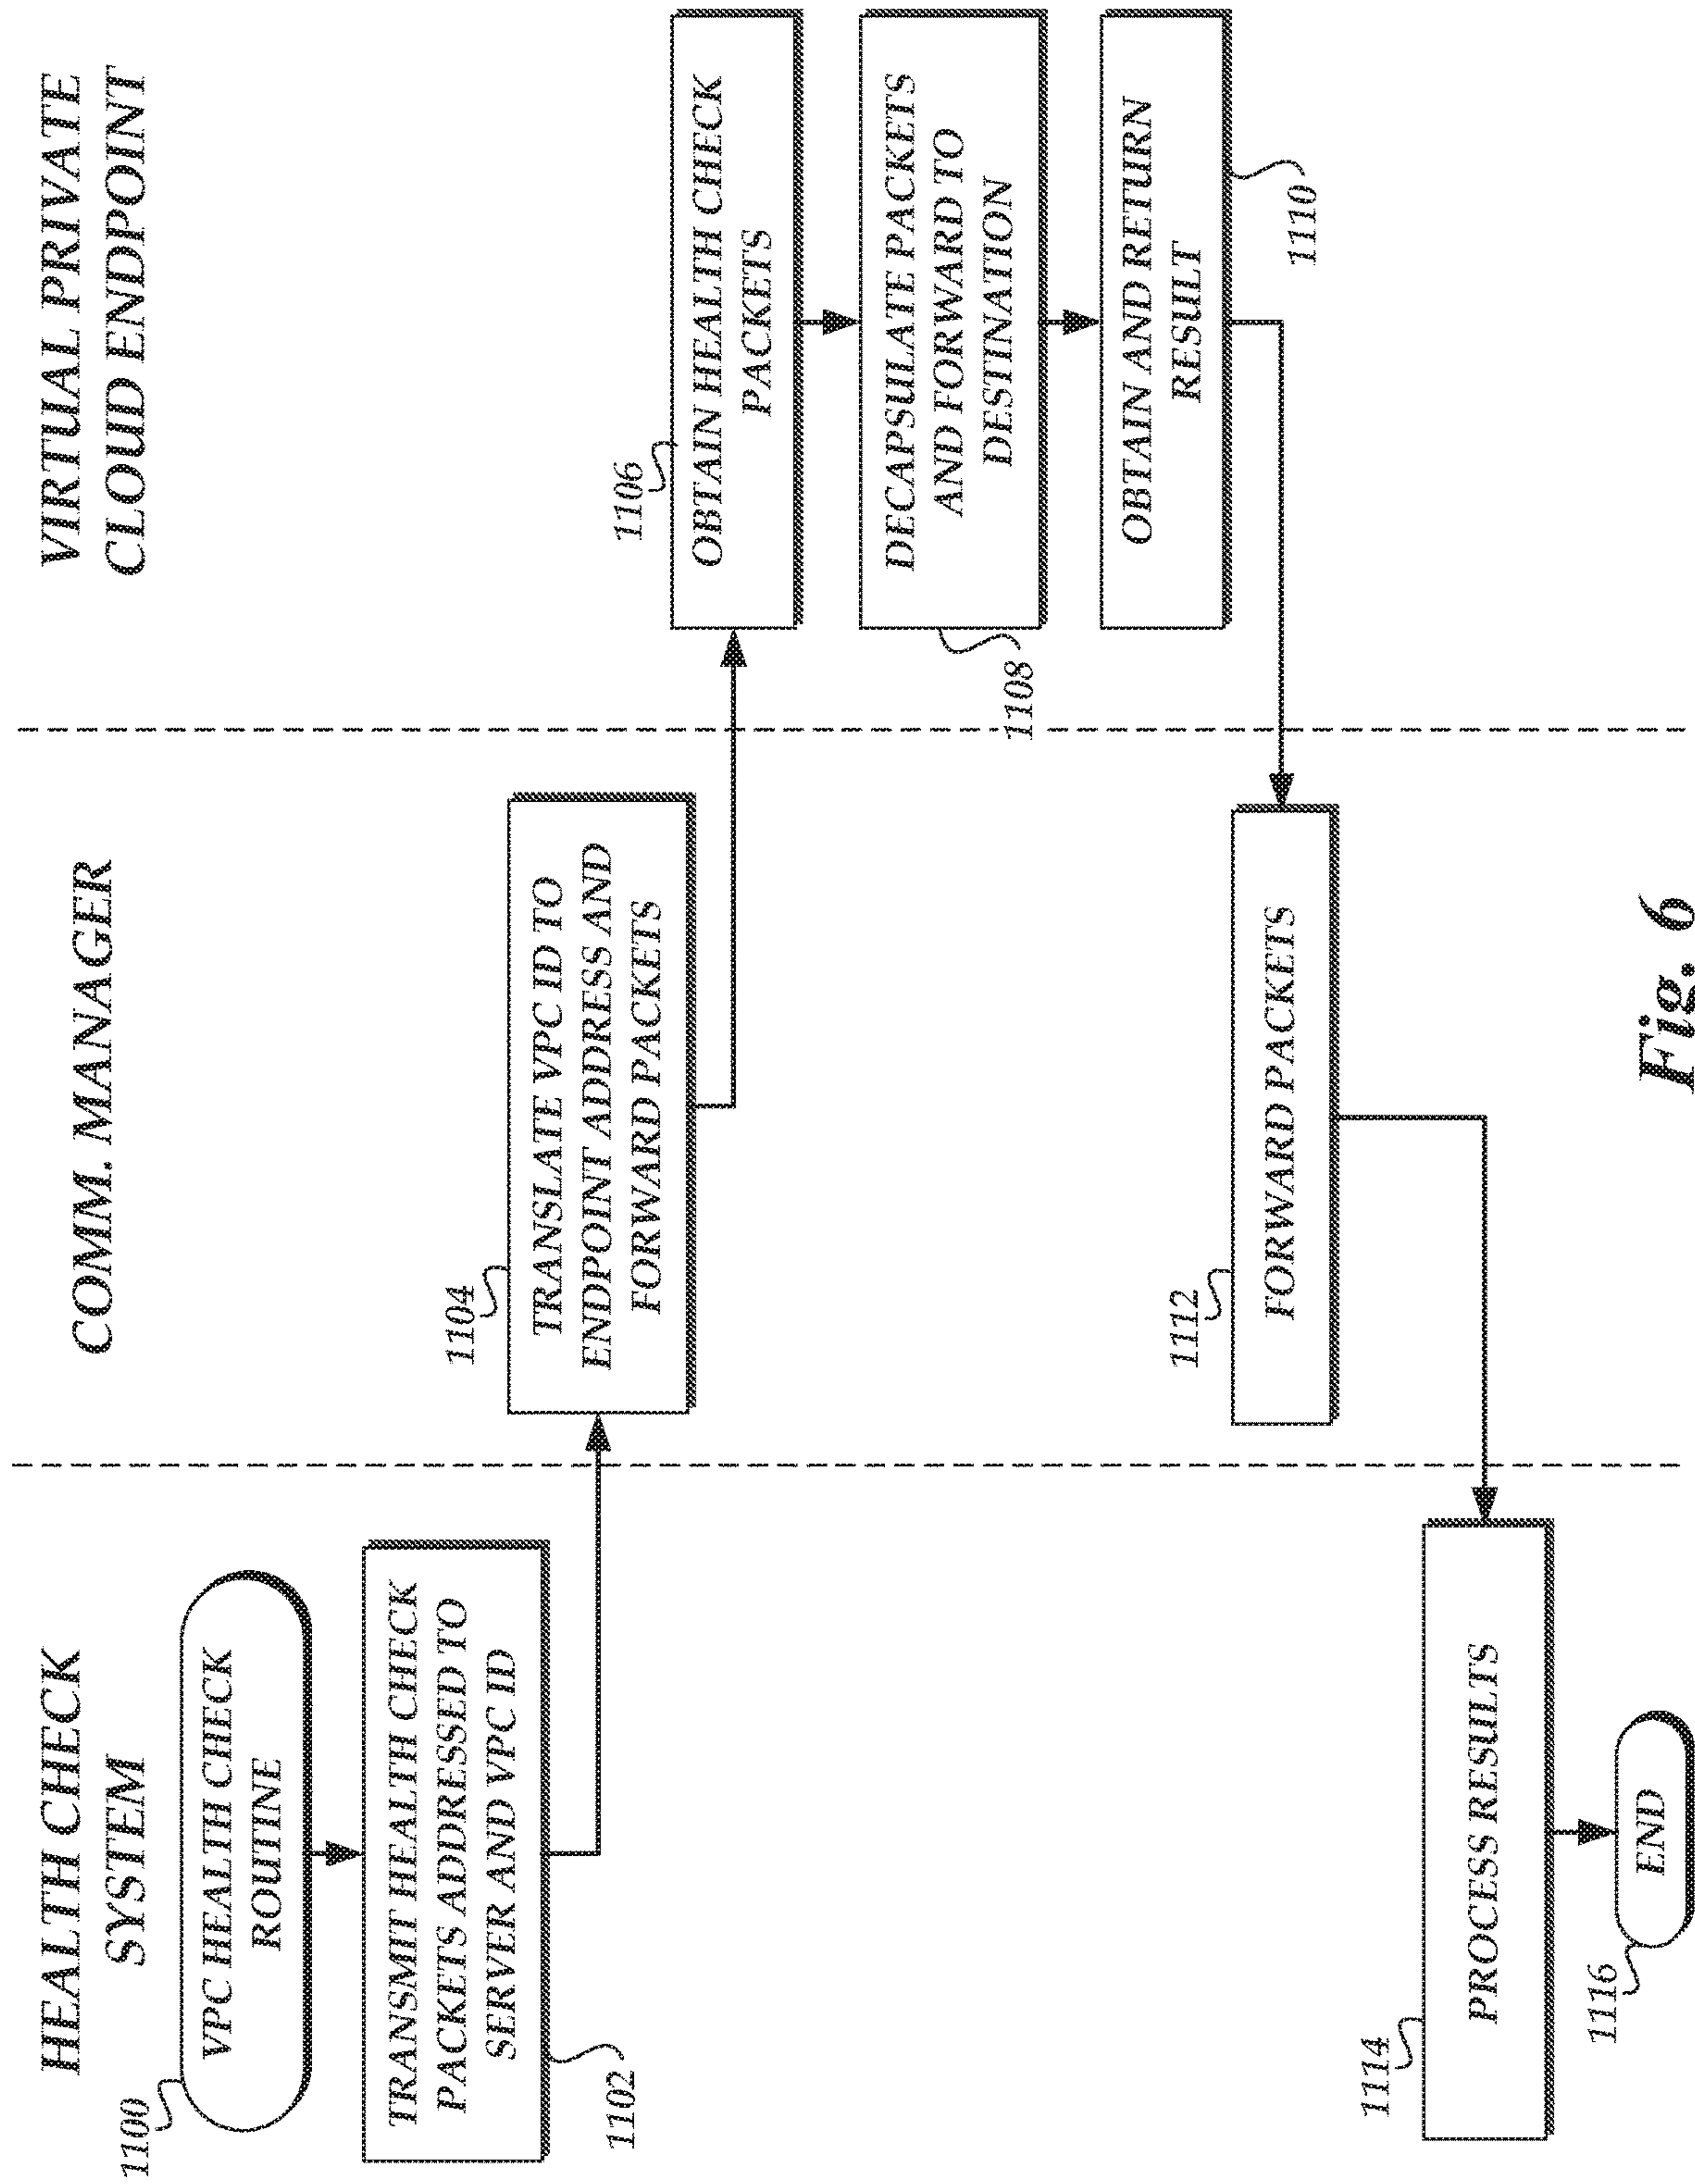 HEALTH CHECK
SYSTEM
COMM. MANAGER
VIRTUAL PRIVATE
CLOUD ENDPOINT
1100
VPC HEALTH CHECK
ROUTINE
TRANSMIT HEALTH CHECK
PACKETS ADDRESSED TO
SERVER AND VPC ID
1102
1104
TRANSLATE VPC ID TO
ENDPOINT ADDRESS AND
FORWARD PACKETS
1106
OBTAIN HEALTH CHECK
PACKETS
DECAPSULATE PACKETS
AND FORWARD TO
DESTINATION
1108
OBTAIN AND RETURN
RESULT
1110
1112
FORWARD PACKETS
1114
PROCESS RESULTS
1116
END
Fig. 6